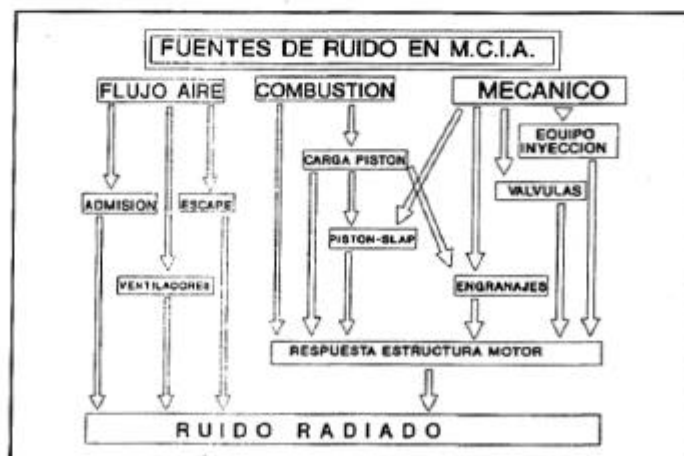 FUENTES DE RUIDO EN M.C.I.A.
FLUJO AIRE
COMBUSTION
MECANICO
EQUIPO
INYECCION
CARGA PISTON
VALVULAS
ADMISION
ESCAPE
PISTON-SLAP
VENTILADORES
ENGRANAJES
RESPUESTA ESTRUCTURA MOTOR
RUIDO RADIADO